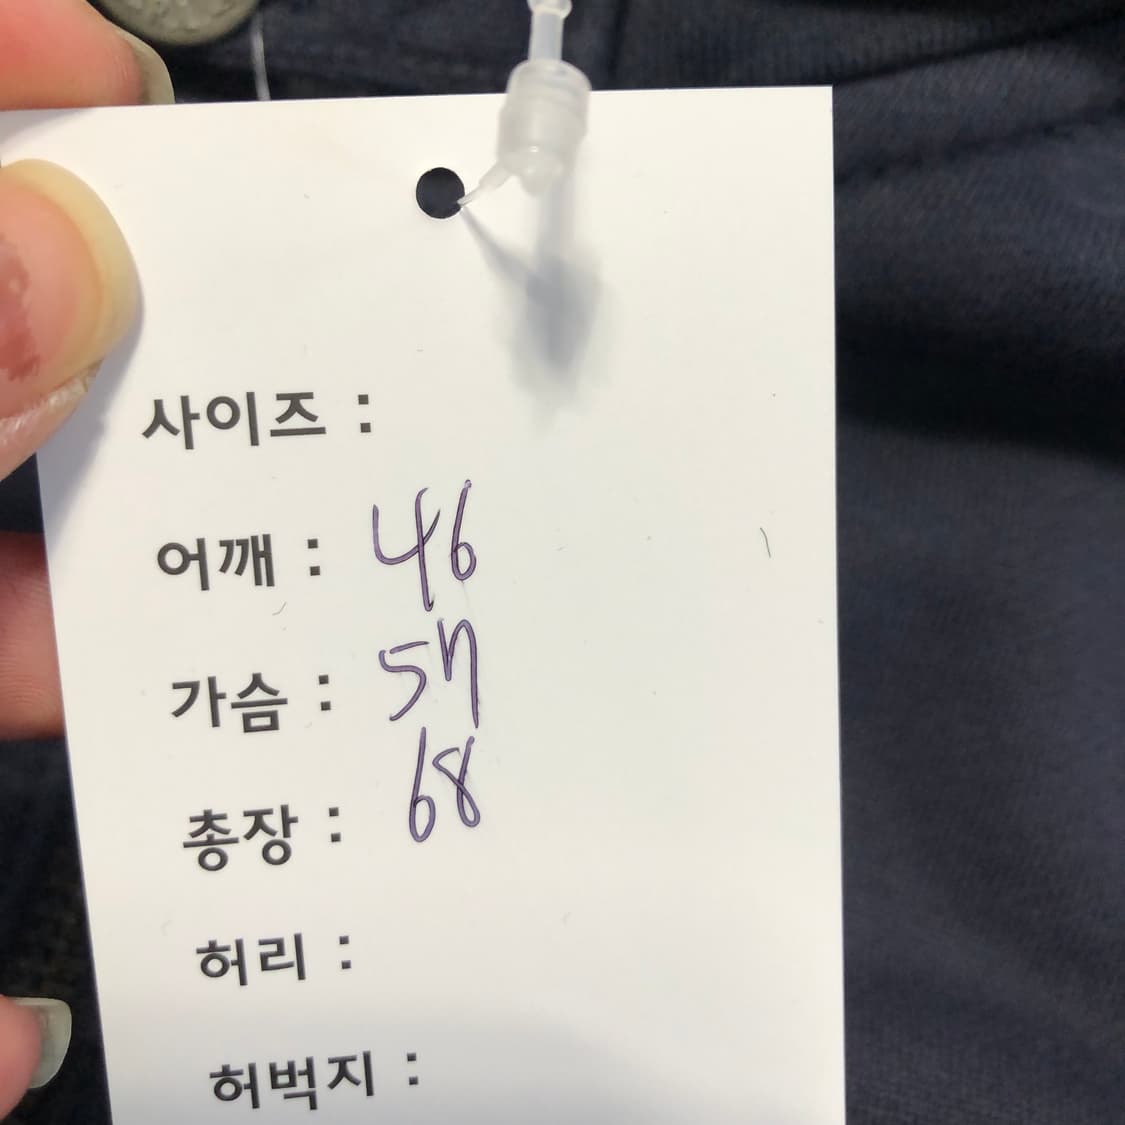 사이즈 :
어깨 : 46
가슴 : 57
총장 : 68
허리 :
허벅지 :